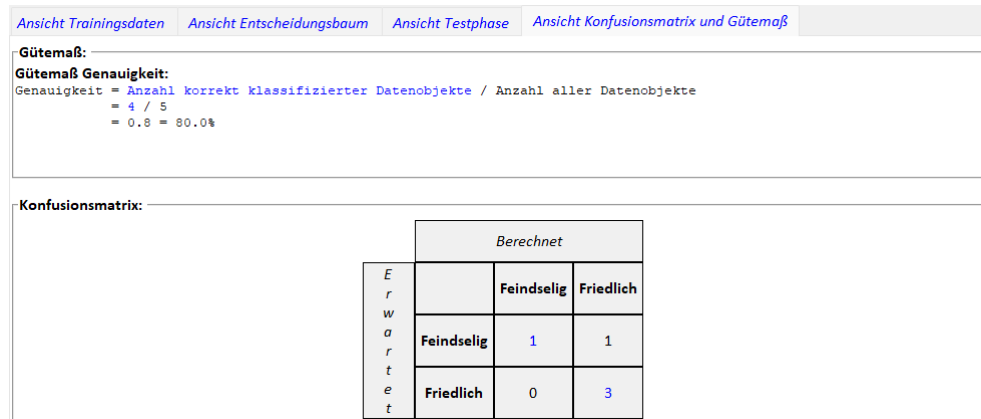 Ansicht Trainingsdaten Ansicht Entscheidungsbaum Ansicht Testphase Ansicht Konfusionsmatrix und Gütemaß
Gütemaß:
Gütemaß Genauigkeit:
Genauigkeit = Anzahl korrekt klassifizierter Datenobjekte / Anzahl aller Datenobjekte
= 4 / 5
= 0.8 = 80.0%
Konfusionsmatrix:
Berechnet
Erwartet
Feindselig Friedlich
Feindselig 1 1
Friedlich 0 3